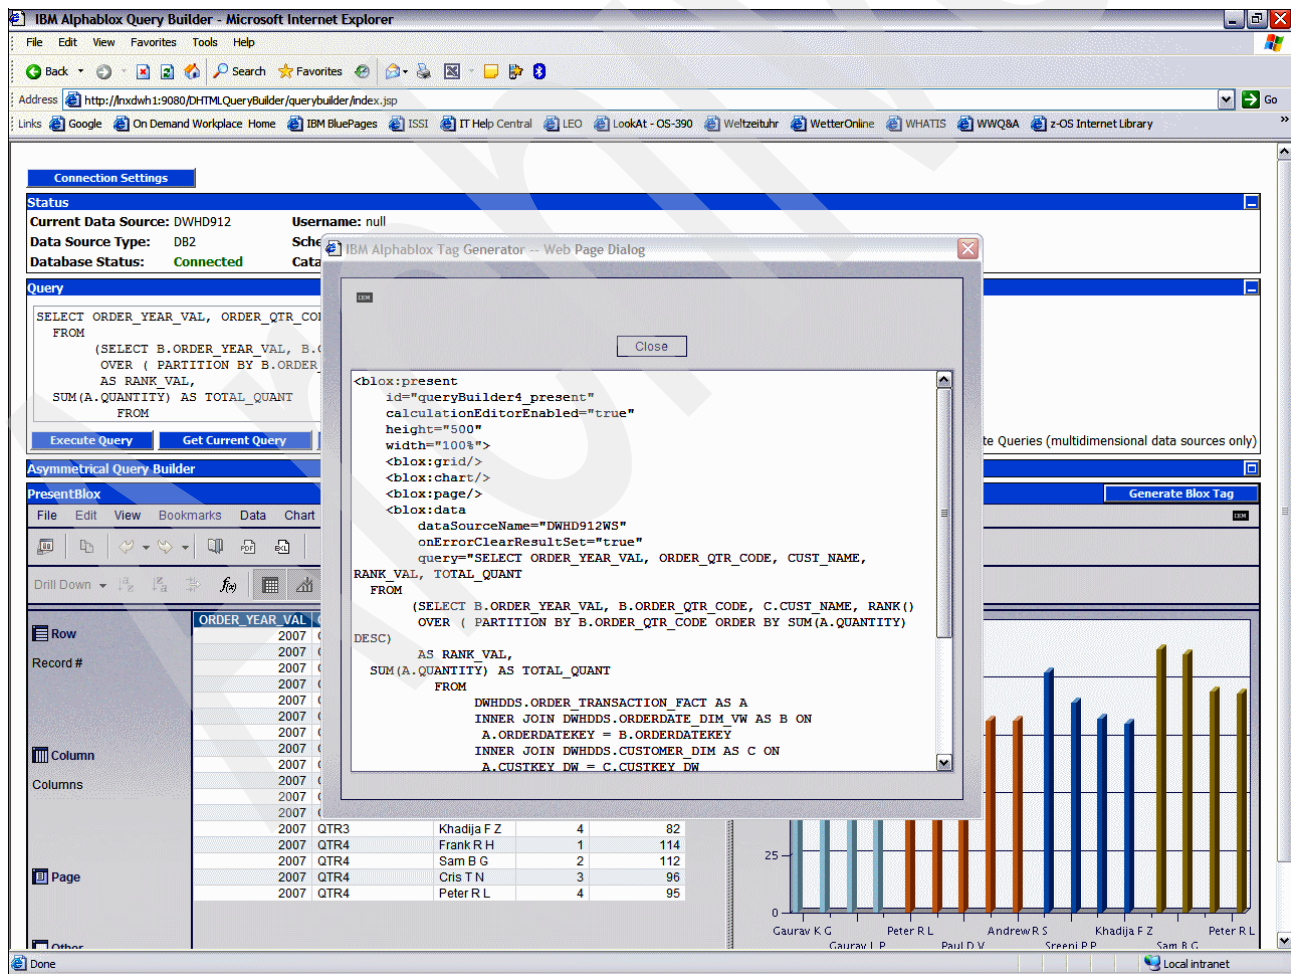 IBM Alphablox Query Builder - Microsoft Internet Explorer
File Edit View Favorites Tools Help
Back Search Favorites
Address http://lnxdwh1:9080/DHTMLQueryBuilder/querybuilder/index.jsp Go
Links Google On Demand Workplace Home IBM BluePages ISSI IT Help Central LEO LookAt - OS-390 Weltzeituhr WetterOnline WHATIS WWQ&A z-OS Internet Library »
Connection Settings
Status
Current Data Source: DWHD912 Username: null
Data Source Type: DB2 Sche
Database Status: Connected Cata
IBM Alphablox Tag Generator -- Web Page Dialog
IBM
Close
<blox:present
id="queryBuilder4_present"
calculationEditorEnabled="true"
height="500"
width="100%">
<blox:grid/>
<blox:chart/>
<blox:page/>
<blox:data
dataSourceName="DWHD912WS"
onErrorClearResultSet="true"
query="SELECT ORDER_YEAR_VAL, ORDER_QTR_CODE, CUST_NAME,
RANK_VAL, TOTAL_QUANT
FROM
(SELECT B.ORDER_YEAR_VAL, B.ORDER_QTR_CODE, C.CUST_NAME, RANK()
OVER ( PARTITION BY B.ORDER_QTR_CODE ORDER BY SUM(A.QUANTITY)
DESC)
AS RANK_VAL,
SUM(A.QUANTITY) AS TOTAL_QUANT
FROM
DWHDDS.ORDER_TRANSACTION_FACT AS A
INNER JOIN DWHDDS.ORDERDATE_DIM_VW AS B ON
A.ORDERDATEKEY = B.ORDERDATEKEY
INNER JOIN DWHDDS.CUSTOMER_DIM AS C ON
A.CUSTKEY_DW = C.CUSTKEY_DW
Query
SELECT ORDER_YEAR_VAL, ORDER_QTR_CO
FROM
(SELECT B.ORDER_YEAR_VAL, B.
OVER ( PARTITION BY B.ORDER_
AS RANK_VAL,
SUM(A.QUANTITY) AS TOTAL_QUANT
FROM
Execute Query Get Current Query te Queries (multidimensional data sources only)
Asymmetrical Query Builder
PresentBlox Generate Blox Tag
File Edit View Bookmarks Data Chart IBM
Drill Down
Row
Record #
Column
Columns
Page
Other
ORDER_YEAR_VAL
2007
2007
2007
2007
2007
2007
2007
2007
2007
2007
2007
2007
2007 QTR3 Khadija F Z 4 82
2007 QTR4 Frank R H 1 114
2007 QTR4 Sam B G 2 112
2007 QTR4 Cris T N 3 96
2007 QTR4 Peter R L 4 95
25
0
Gaurav K G Peter R L Andrew R S Khadija F Z Peter R L
Gaurav L P Paul D V Sreeni P P Sam B G
Done Local intranet